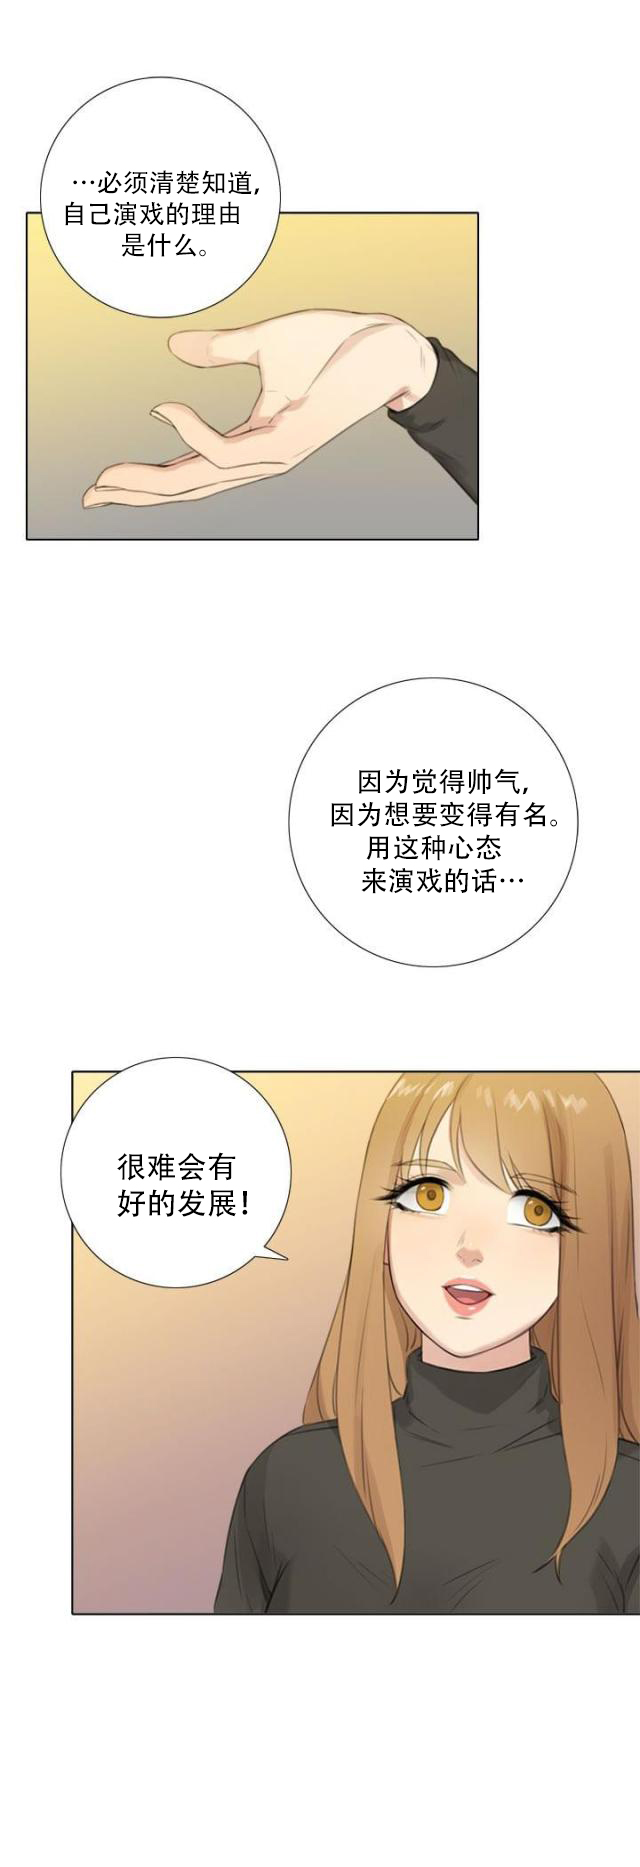 …必须清楚知道,
自己演戏的理由
是什么。
因为觉得帅气,
因为想要变得有名。
用这种心态
来演戏的话…
很难会有
好的发展！